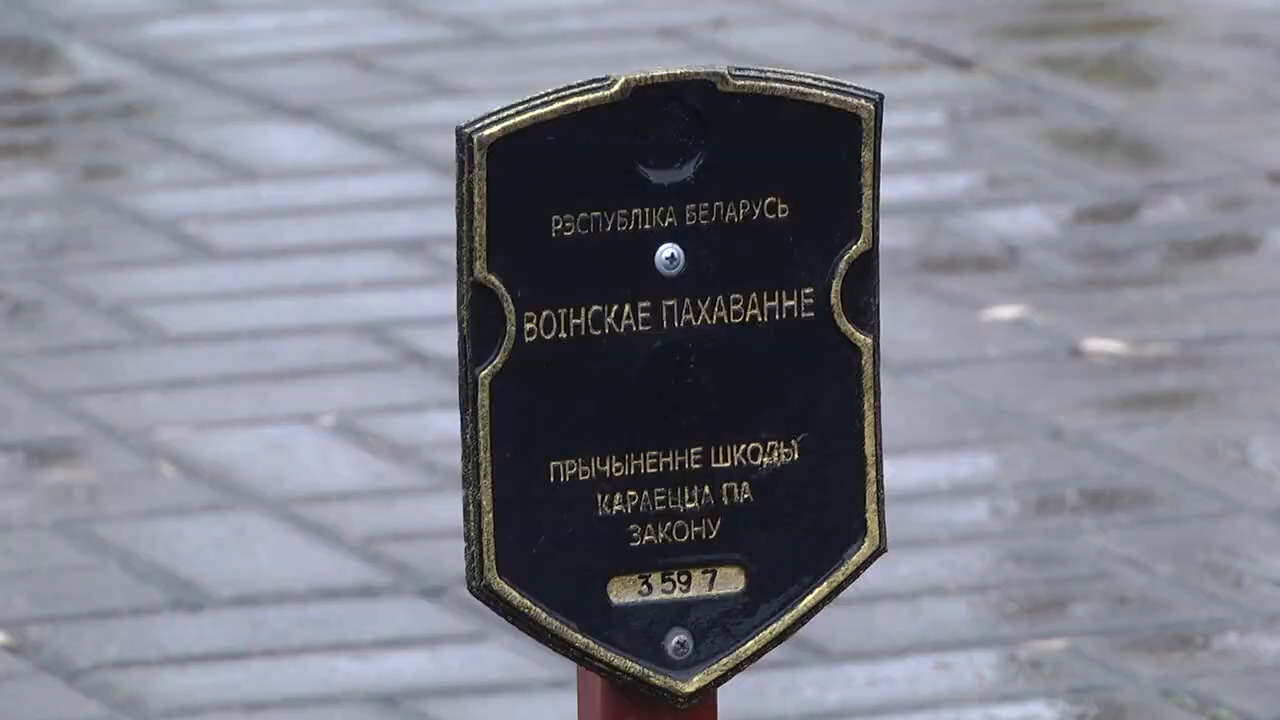 РЭСПУБЛІКА БЕЛАРУСЬ
ВОІНСКАЕ ПАХАВАННЕ
ПРЫЧЫНЕННЕ ШКОДЫ
КАРАЕЦЦА ПА
ЗАКОНУ
3597